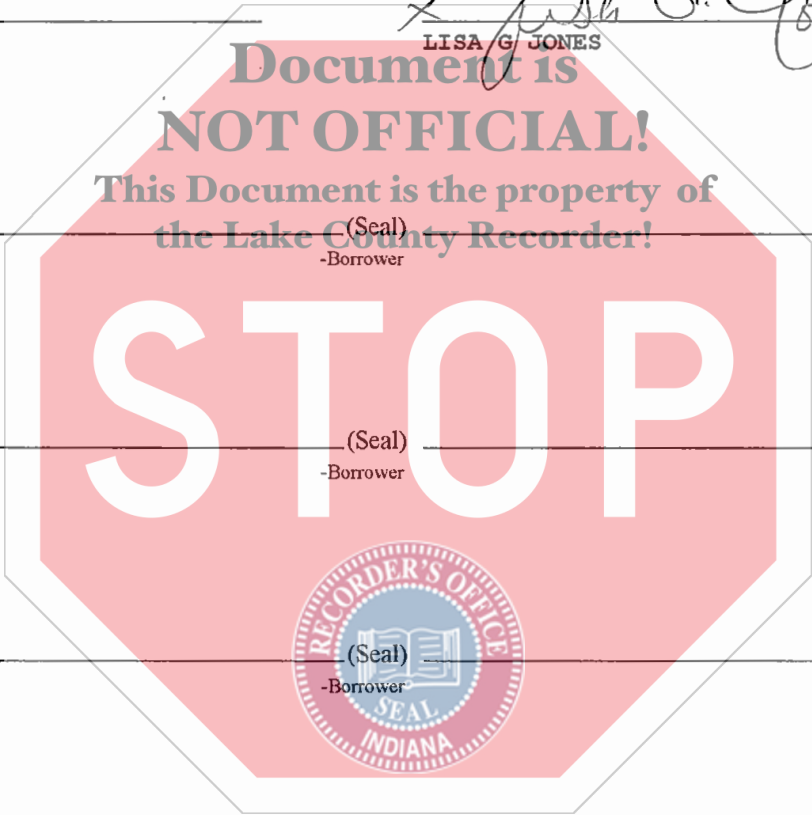 LISA G JONES
Document is
NOT OFFICIAL!
This Document is the property of
the Lake County Recorder!
(Seal)
-Borrower
STOP
(Seal)
-Borrower
RECORDER'S OFFICE
(Seal)
-Borrower
SEAL
INDIANA